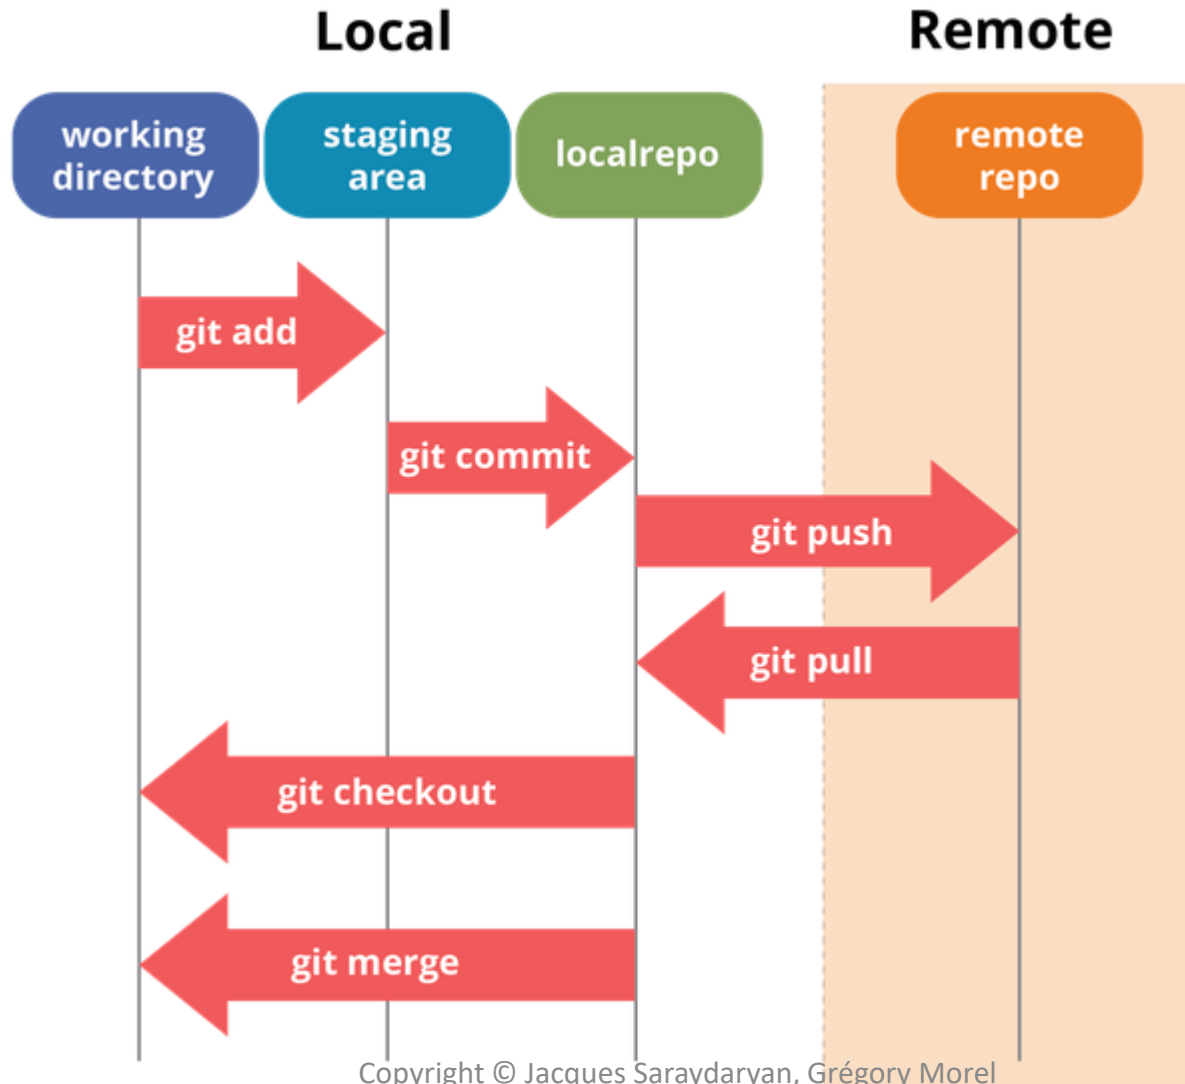 Local
Remote
working
directory
staging
area
localrepo
remote
repo
git add
git commit
git push
git pull
git checkout
git merge
Copyright © Jacques Saraydaryan, Grégory Morel